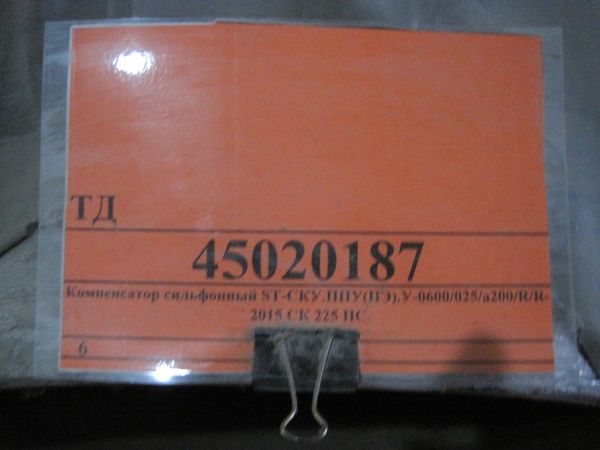 ТД
45020187
Компенсатор сильфонный ST-СКУ.ППУ(ПЭ).У-0600/025/а200/R/R-
2015 СК 225 ПС
6